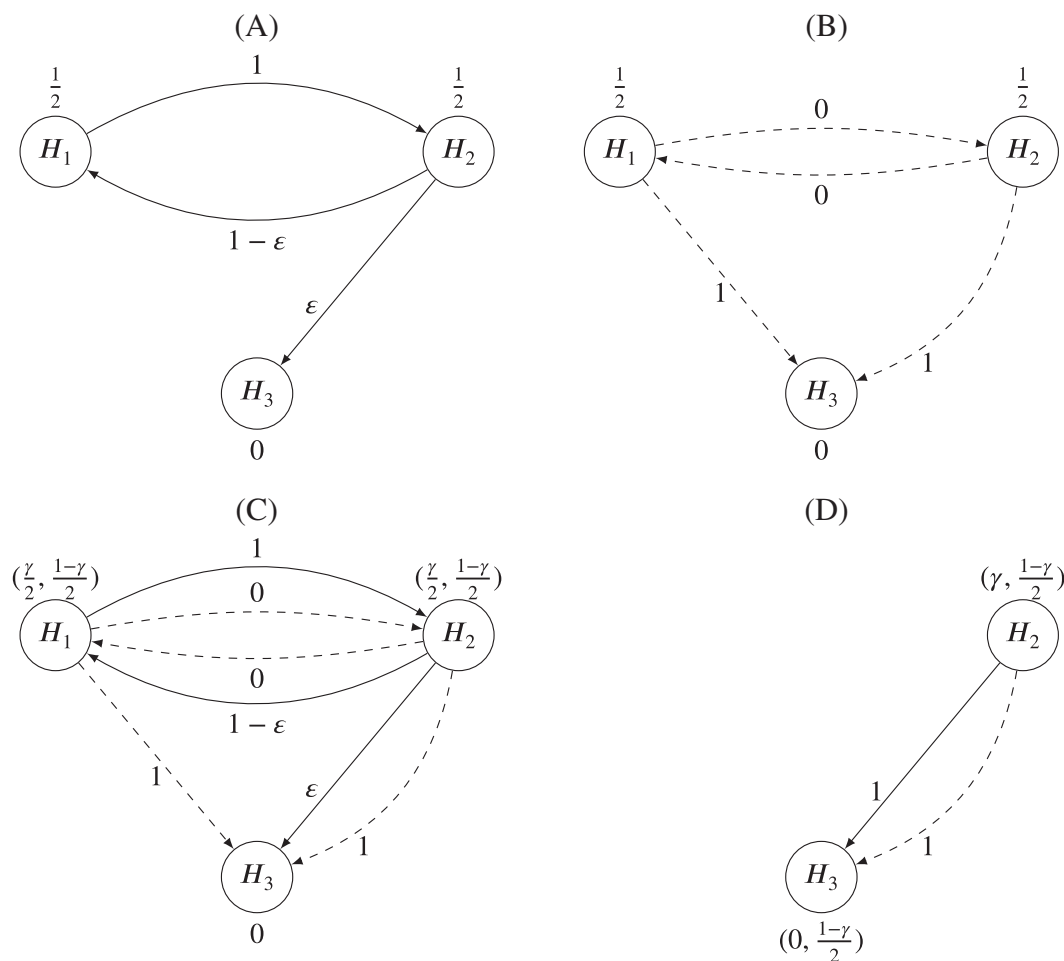 (A)
1
1/2
1/2
H₁
H₂
1 − ε
ε
H₃
0
(B)
1/2
1/2
0
H₁
H₂
0
1
1
H₃
0
(C)
1
(γ/2, (1−γ)/2)
(γ/2, (1−γ)/2)
0
H₁
H₂
0
1 − ε
1
ε
1
H₃
0
(D)
(γ, (1−γ)/2)
H₂
1
1
H₃
(0, (1−γ)/2)